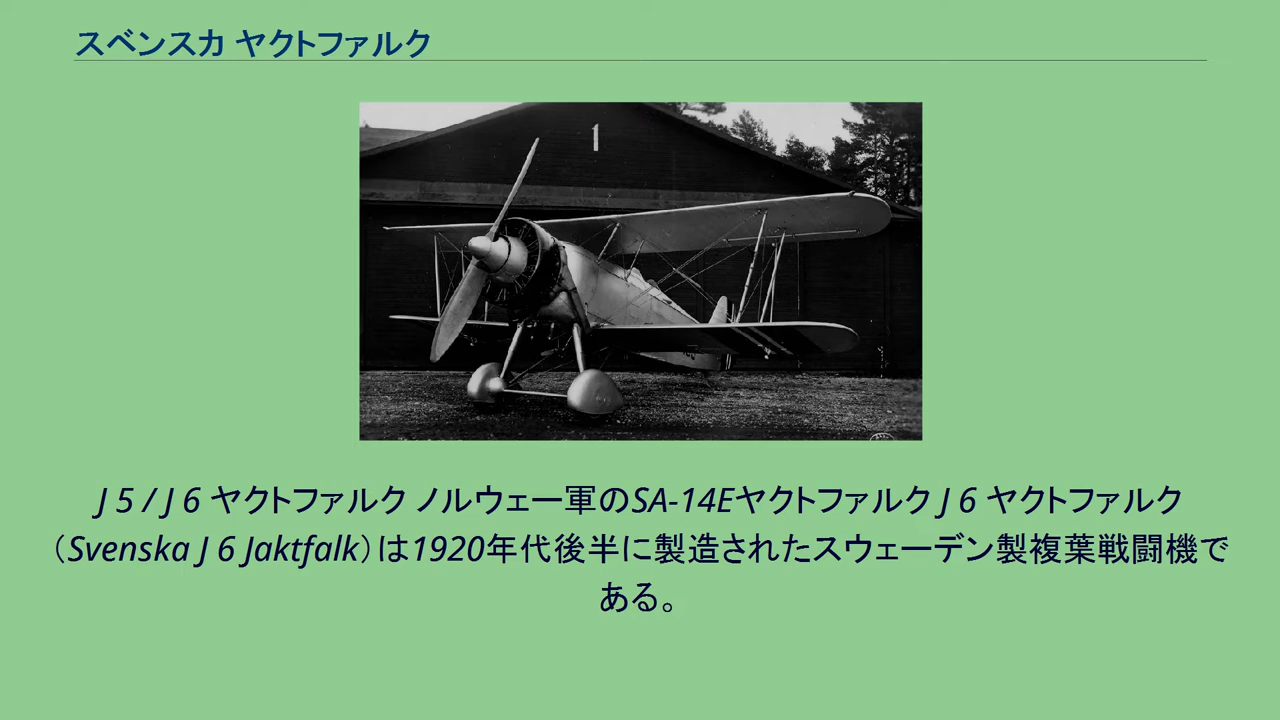 スベンスカ ヤクトファルク
1
J 5 / J 6 ヤクトファルク ノルウェー軍のSA-14Eヤクトファルク J 6 ヤクトファルク
（Svenska J 6 Jaktfalk）は1920年代後半に製造されたスウェーデン製複葉戦闘機で
ある。